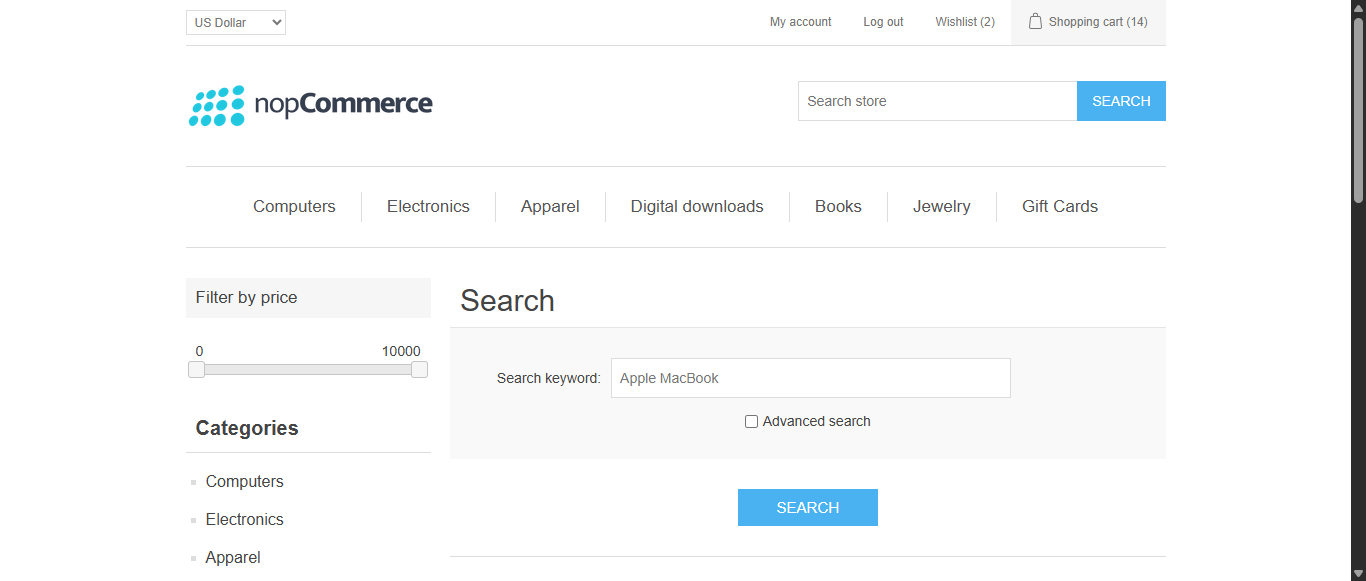 US Dollar
My account
Log out
Wishlist (2)
Shopping cart (14)
nopCommerce
Search store
SEARCH
Computers
Electronics
Apparel
Digital downloads
Books
Jewelry
Gift Cards
Filter by price
0
10000
Categories
Computers
Electronics
Apparel
Search
Search keyword:
Apple MacBook
Advanced search
SEARCH